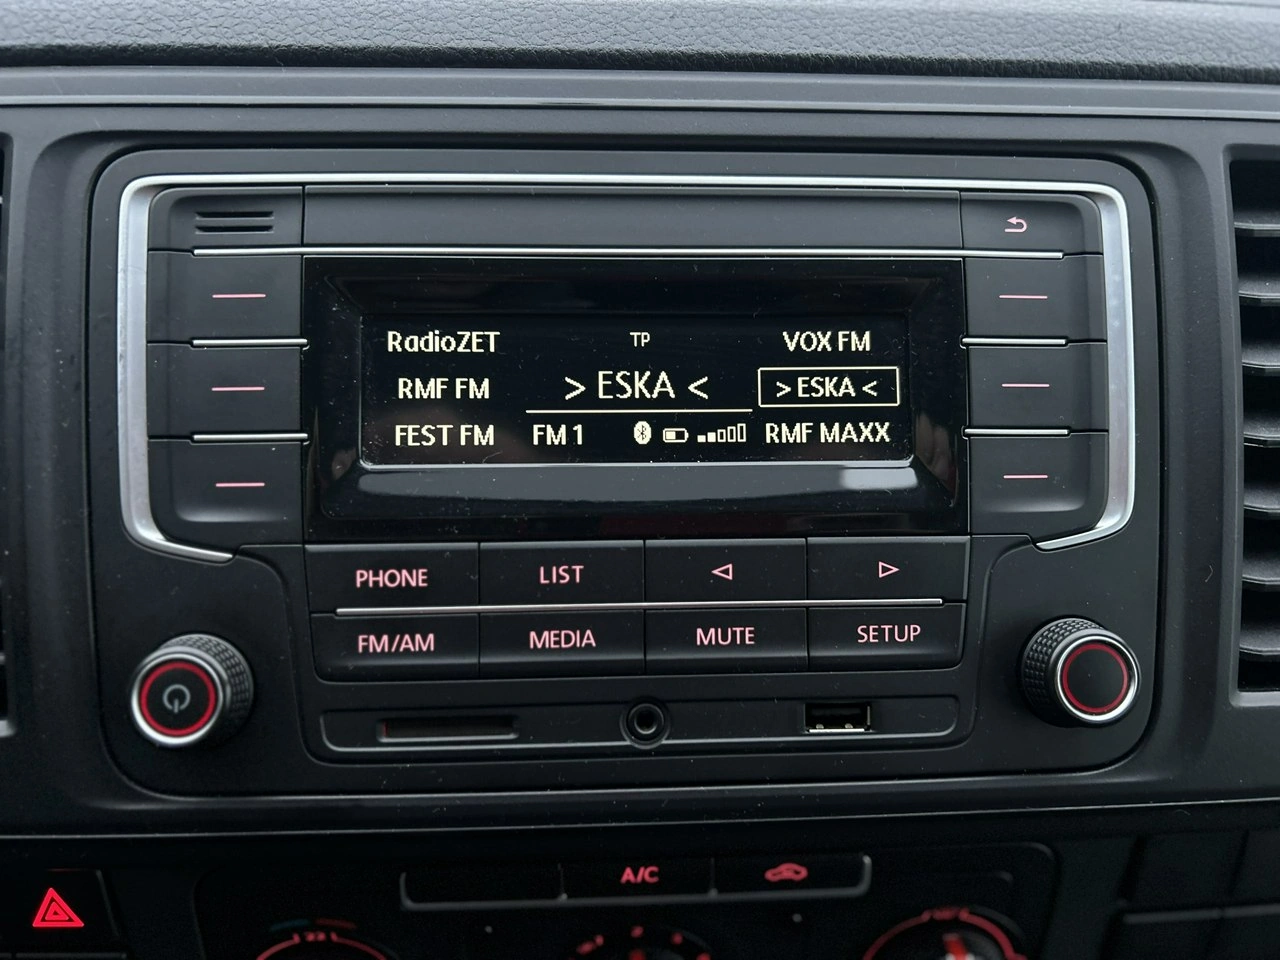 RadioZET TP VOX FM
RMF FM > ESKA < > ESKA <
FEST FM FM 1 RMF MAXX
PHONE LIST
FM/AM MEDIA MUTE SETUP
A/C
22